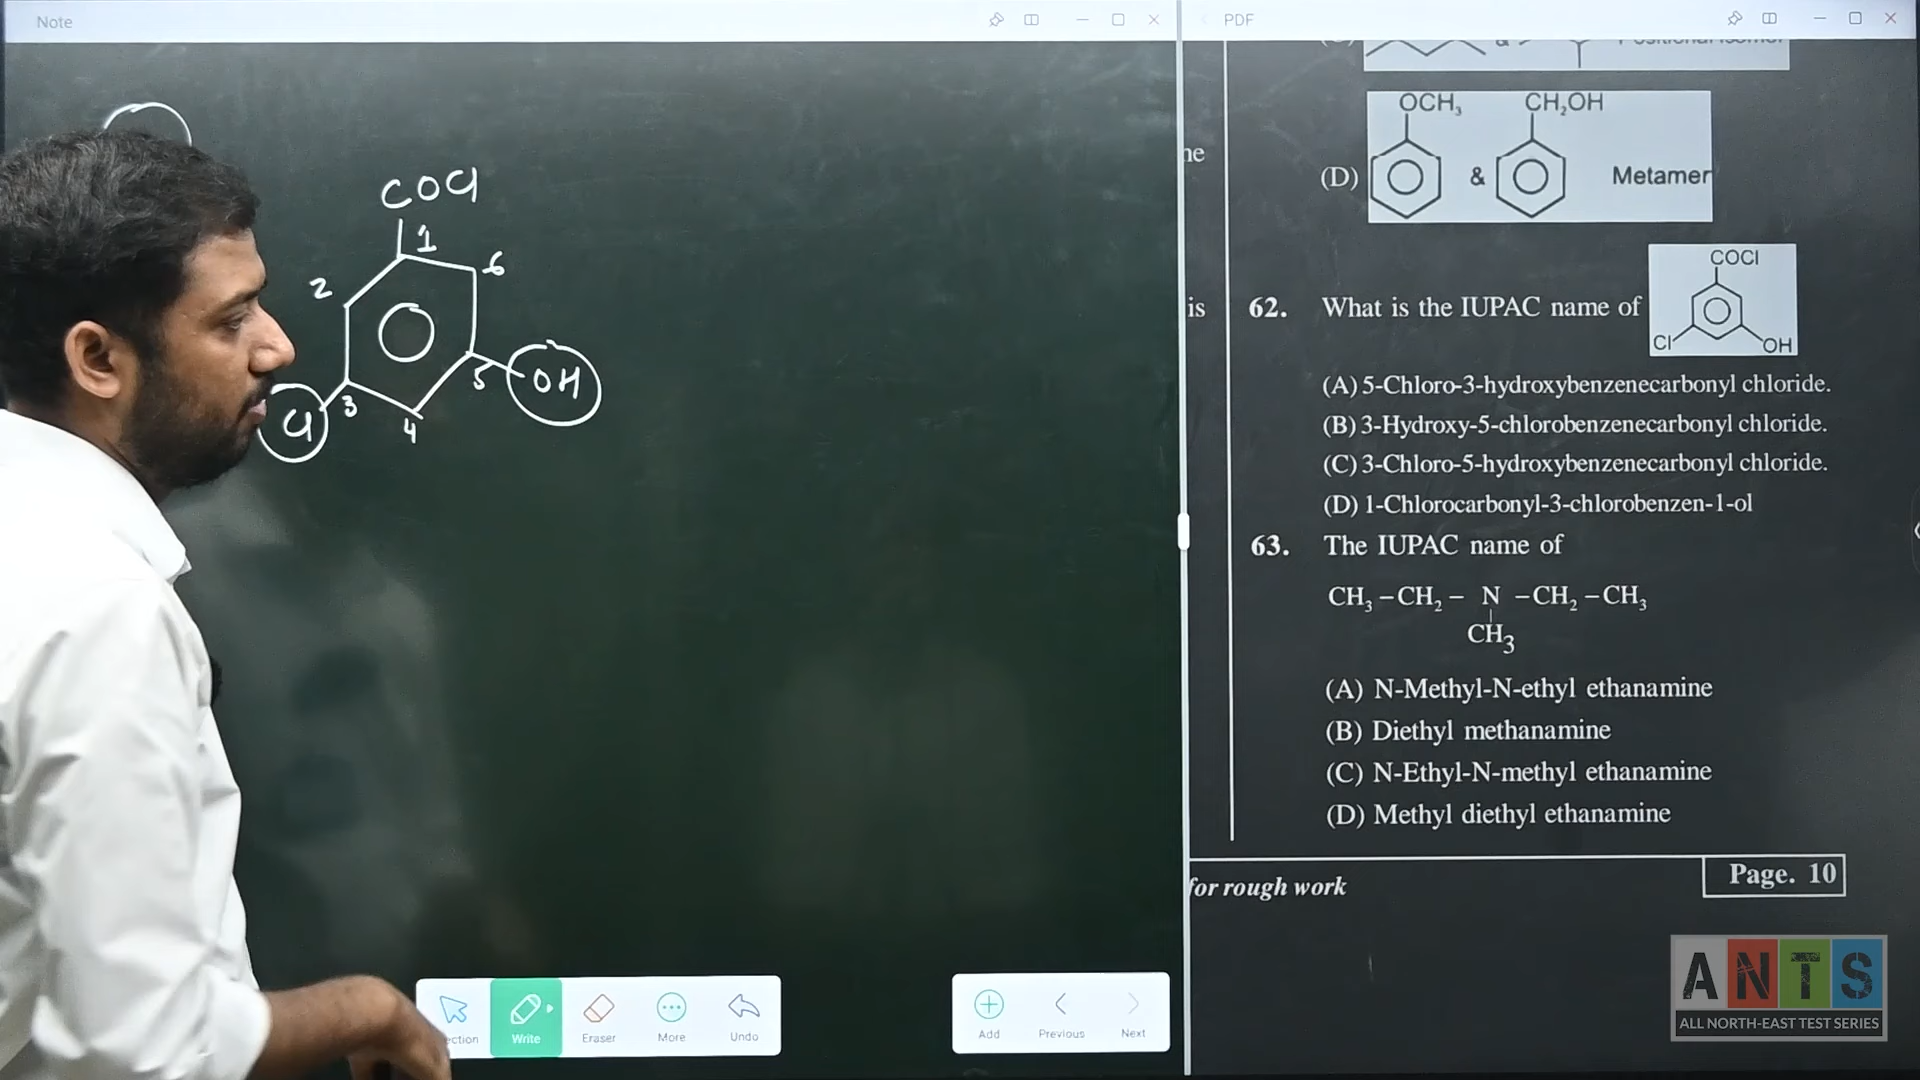 Note
PDF
COCl
1
2
6
5
OH
Cl
3
4
ne
OCH3 CH2OH
(D) & Metamer
is
62. What is the IUPAC name of
COCl
Cl OH
(A) 5-Chloro-3-hydroxybenzenecarbonyl chloride.
(B) 3-Hydroxy-5-chlorobenzenecarbonyl chloride.
(C) 3-Chloro-5-hydroxybenzenecarbonyl chloride.
(D) 1-Chlorocarbonyl-3-chlorobenzen-1-ol
63. The IUPAC name of
CH3 – CH2 – N – CH2 – CH3
CH3
(A) N-Methyl-N-ethyl ethanamine
(B) Diethyl methanamine
(C) N-Ethyl-N-methyl ethanamine
(D) Methyl diethyl ethanamine
for rough work
Page. 10
ection Write Eraser More Undo
Add Previous Next
ANTS
ALL NORTH-EAST TEST SERIES